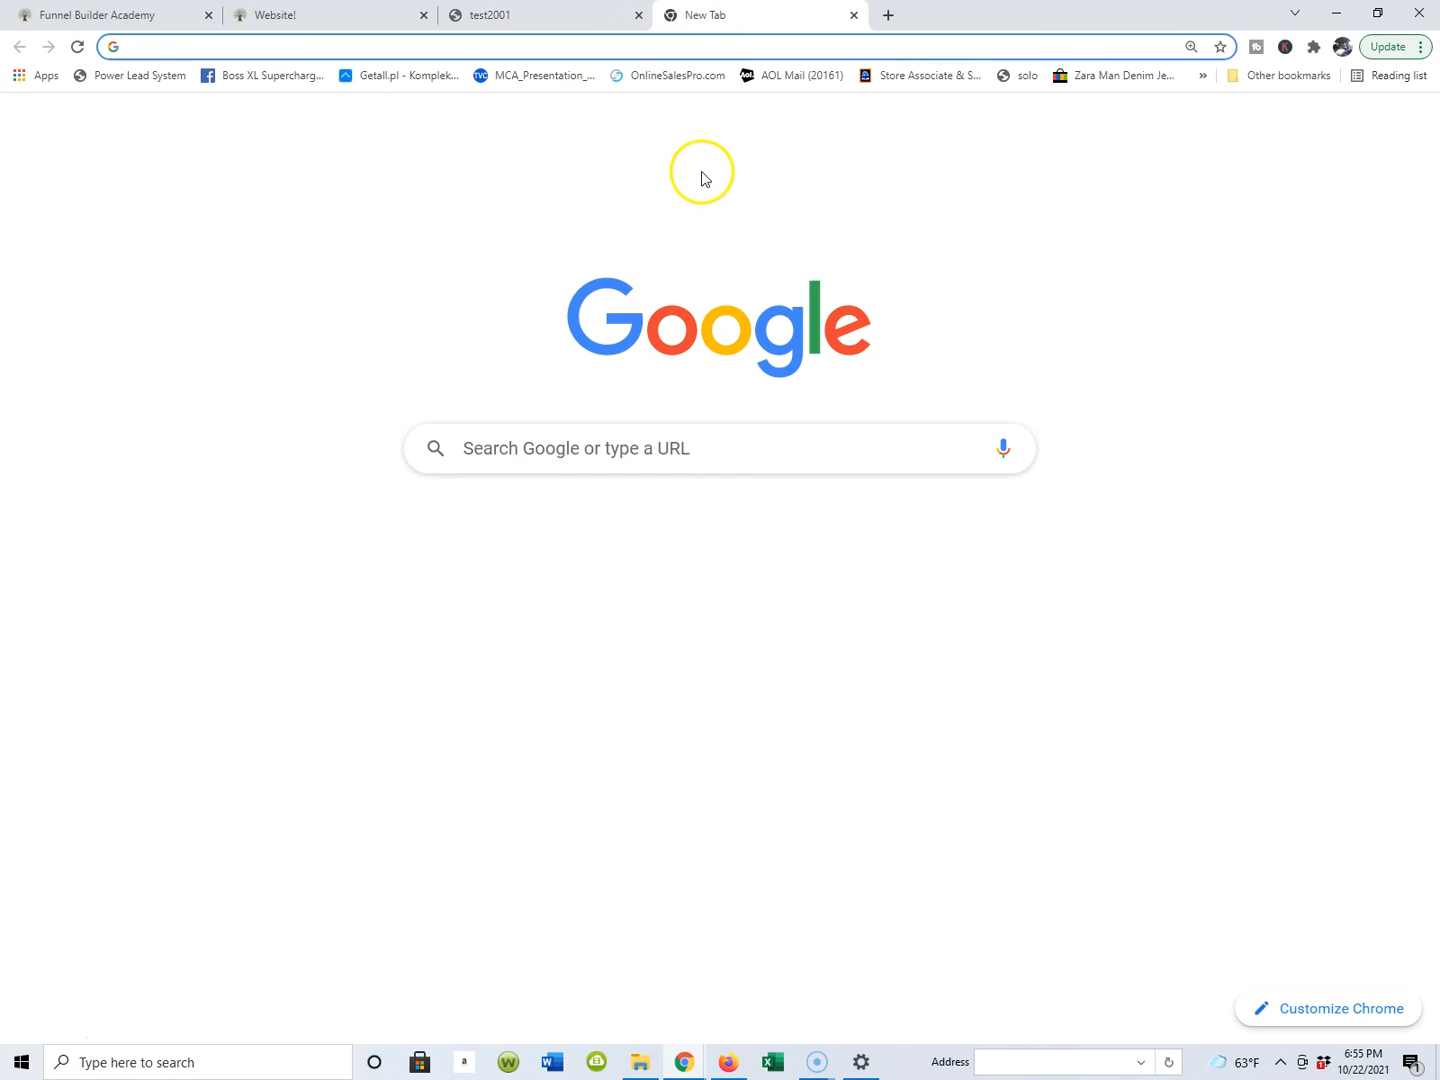 Funnel Builder Academy
Website!
test2001
New Tab
Update
Apps
Power Lead System
Boss XL Supercharg...
Getall.pl - Komplek...
TVC
MCA_Presentation_...
OnlineSalesPro.com
Aol.
AOL Mail (20161)
Store Associate & S...
solo
Zara Man Denim Je...
»
Other bookmarks
Reading list
Google
Search Google or type a URL
Customize Chrome
Type here to search
Address
63°F
6:55 PM
10/22/2021